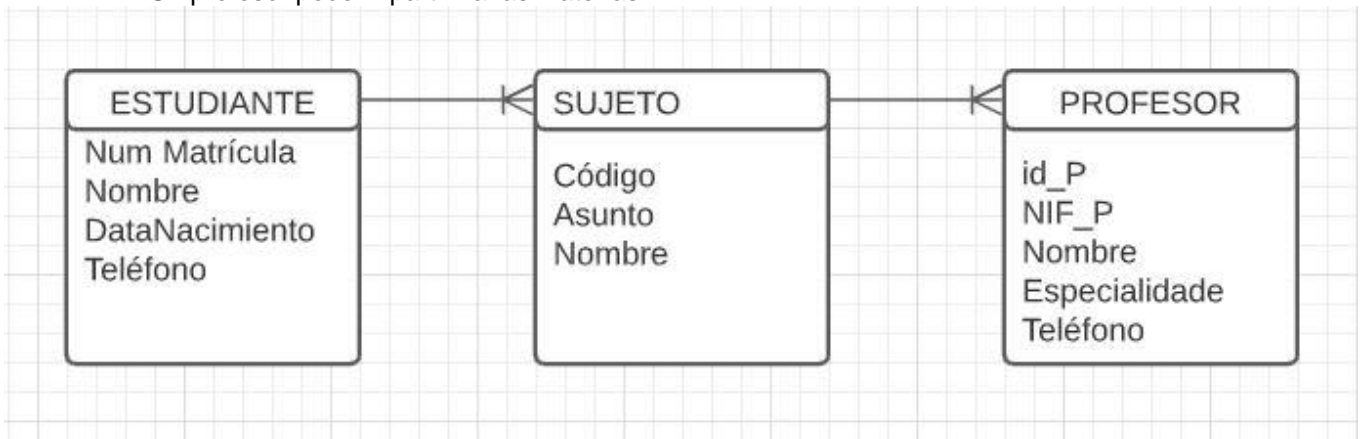 ESTUDIANTE
Num Matrícula
Nombre
DataNacimiento
Teléfono
SUJETO
Código
Asunto
Nombre
PROFESOR
id_P
NIF_P
Nombre
Especialidade
Teléfono